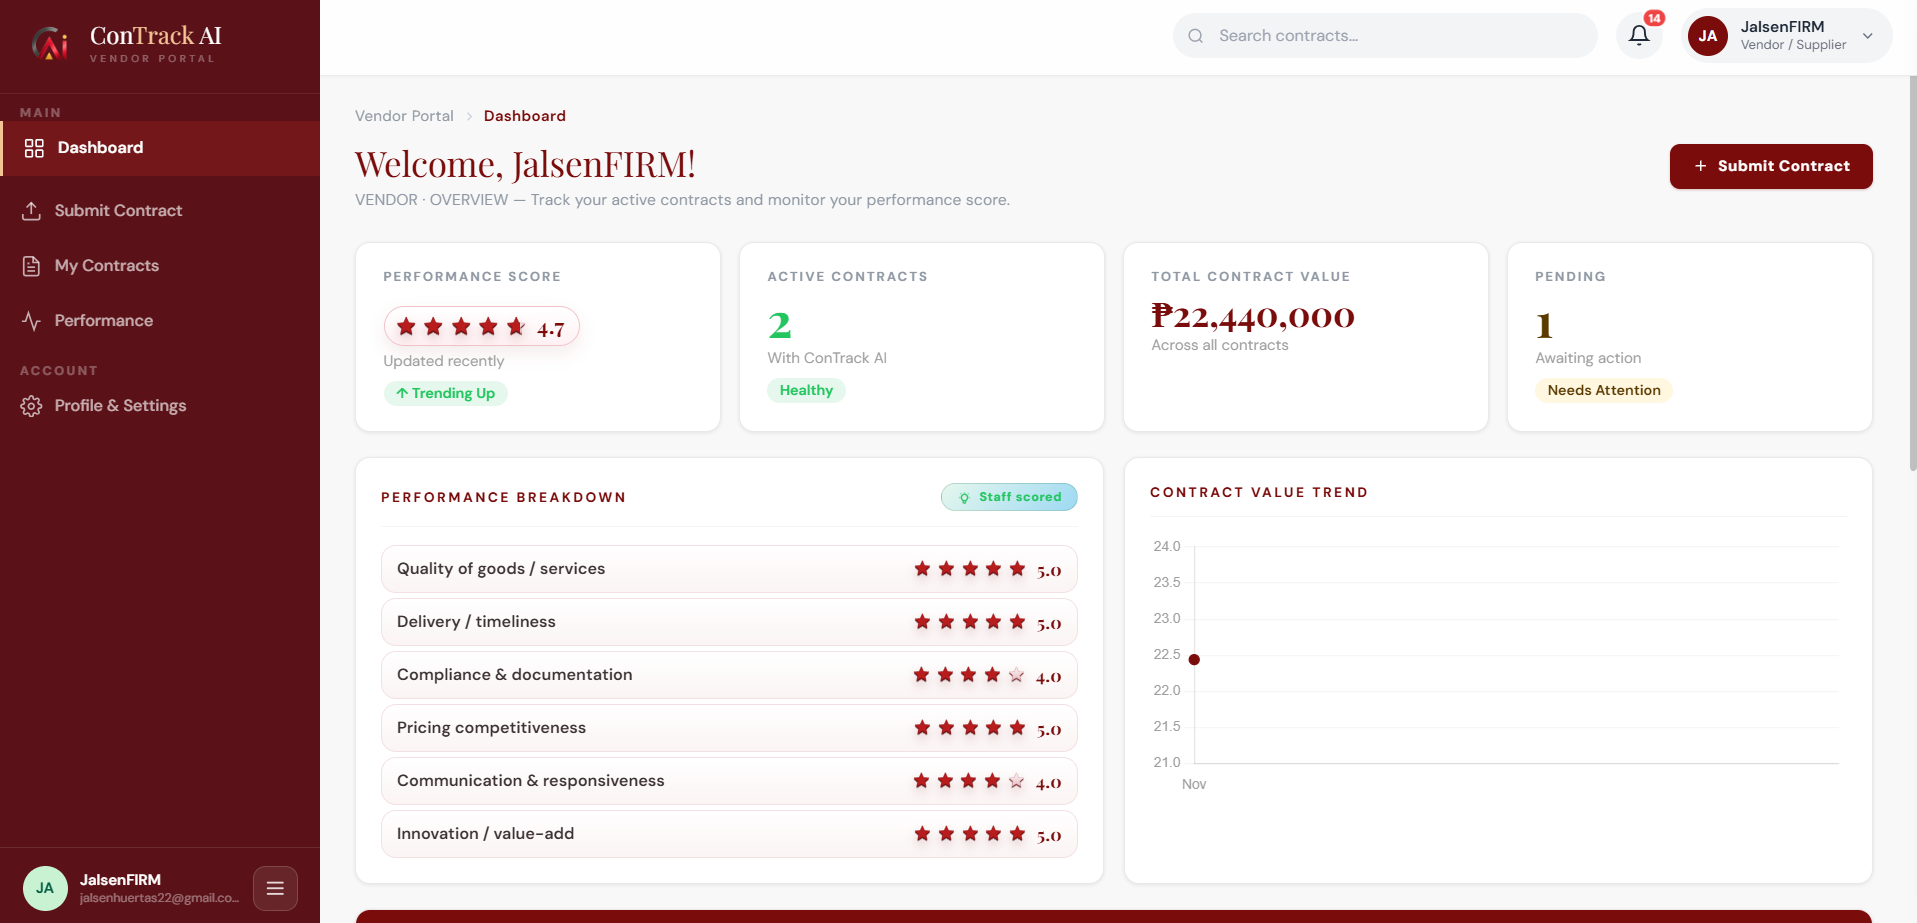 ConTrack AI
VENDOR PORTAL
MAIN
Dashboard
Submit Contract
My Contracts
Performance
ACCOUNT
Profile & Settings
JA
JalsenFIRM
jalsenhuertas22@gmail.co...
Search contracts...
14
JA
JalsenFIRM
Vendor / Supplier
Vendor Portal > Dashboard
Welcome, JalsenFIRM!
VENDOR · OVERVIEW — Track your active contracts and monitor your performance score.
+ Submit Contract
PERFORMANCE SCORE
4.7
Updated recently
↑ Trending Up
ACTIVE CONTRACTS
2
With ConTrack AI
Healthy
TOTAL CONTRACT VALUE
₱22,440,000
Across all contracts
PENDING
1
Awaiting action
Needs Attention
PERFORMANCE BREAKDOWN
Staff scored
Quality of goods / services 5.0
Delivery / timeliness 5.0
Compliance & documentation 4.0
Pricing competitiveness 5.0
Communication & responsiveness 4.0
Innovation / value-add 5.0
CONTRACT VALUE TREND
24.0
23.5
23.0
22.5
22.0
21.5
21.0
Nov